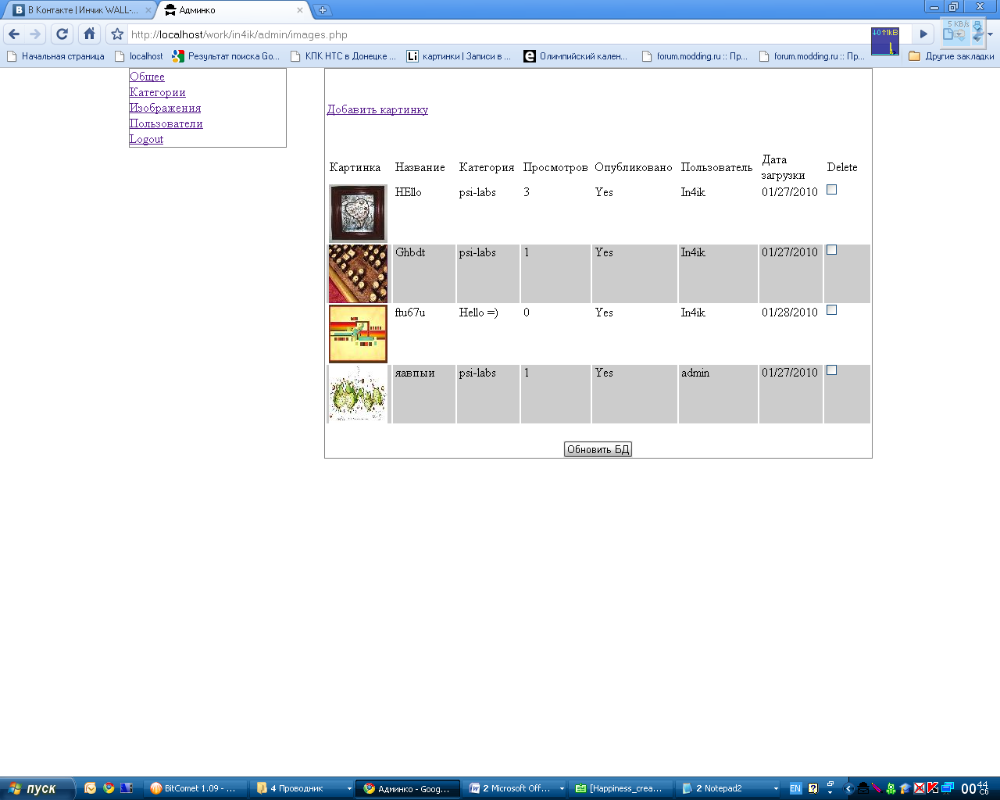 В Контакте | Инчик WALL-...
Админко
http://localhost/work/in4ik/admin/images.php
↓0↑1kB
5 KB/s
Начальная страница
localhost
Результат поиска Go...
КПК НТС в Донецке ...
картинки | Записи в ...
Олимпийский кален...
forum.modding.ru :: Пр...
forum.modding.ru :: Пр...
Другие закладки
Общее
Категории
Изображения
Пользователи
Logout
Добавить картинку
Картинка Название Категория Просмотров Опубликовано Пользователь Дата загрузки Delete
HEllo psi-labs 3 Yes In4ik 01/27/2010
Ghbdt psi-labs 1 Yes In4ik 01/27/2010
ftu67u Hello =) 0 Yes In4ik 01/28/2010
яавпыи psi-labs 1 Yes admin 01/27/2010
Обновить БД
пуск
BitComet 1.09 - ...
4 Проводник
Админко - Goog...
2 Microsoft Off...
[Happiness_crea...
2 Notepad2
EN
00 44
Сб